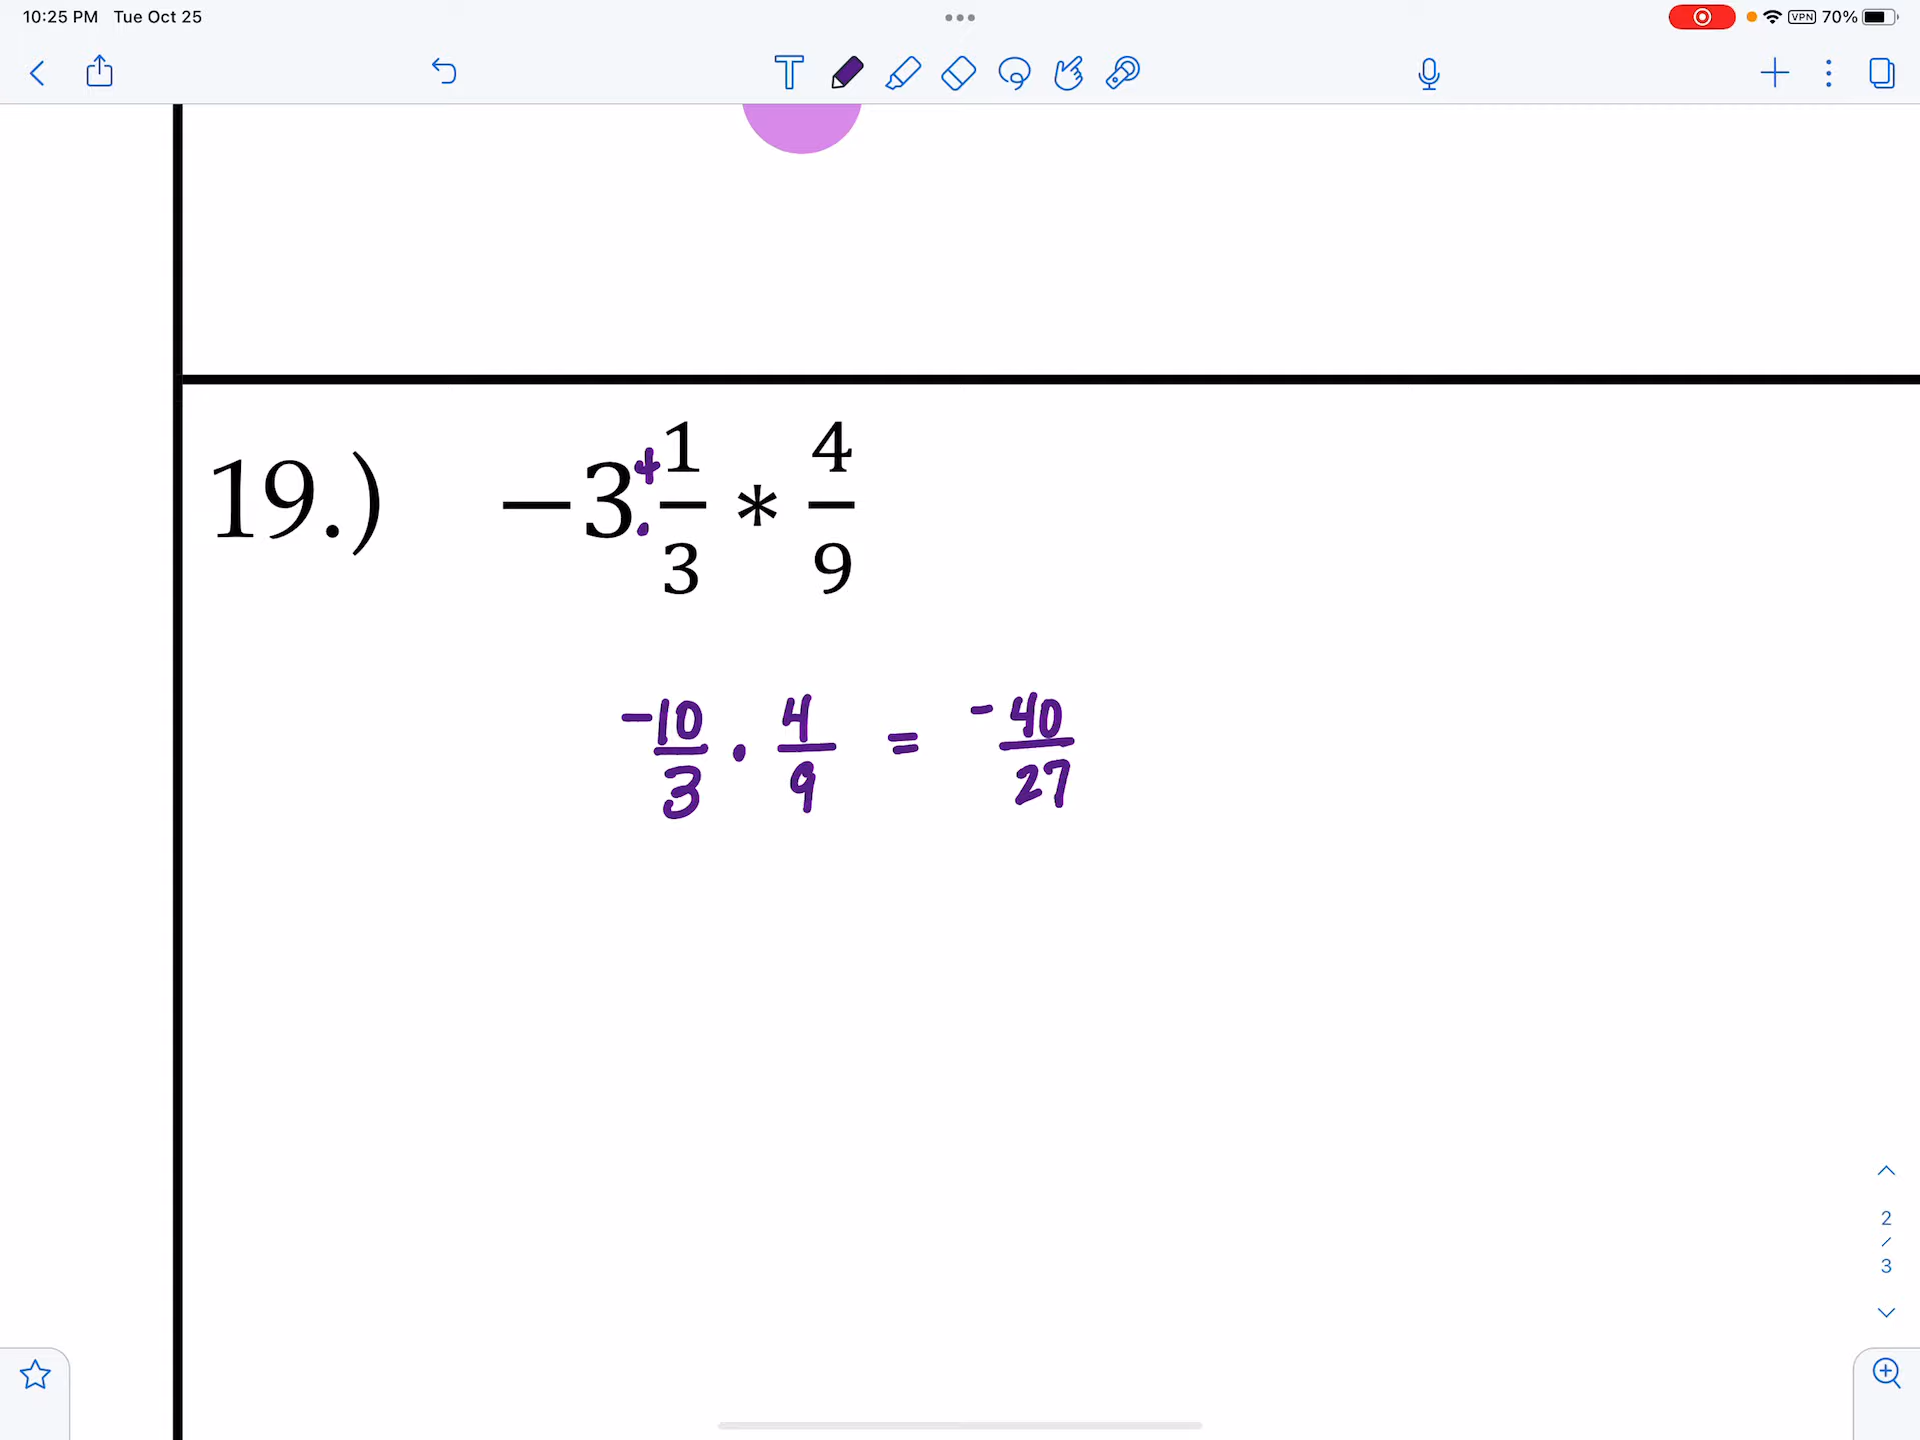 10:25 PM Tue Oct 25
VPN 70%
T
19.) −3 + . 1/3 * 4/9
-10/3 · 4/9 = -40/27
2
/
3